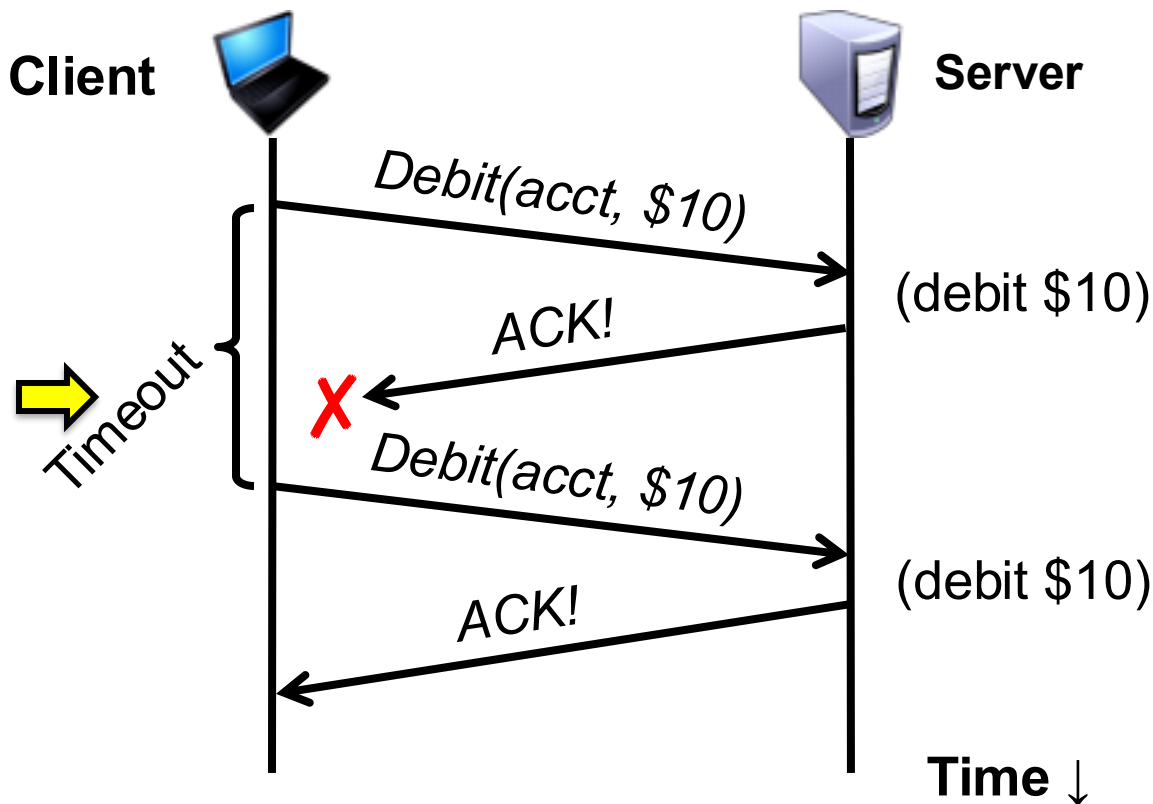 Client
Server
Debit(acct, $10)
(debit $10)
ACK!
Timeout
Debit(acct, $10)
(debit $10)
ACK!
Time ↓